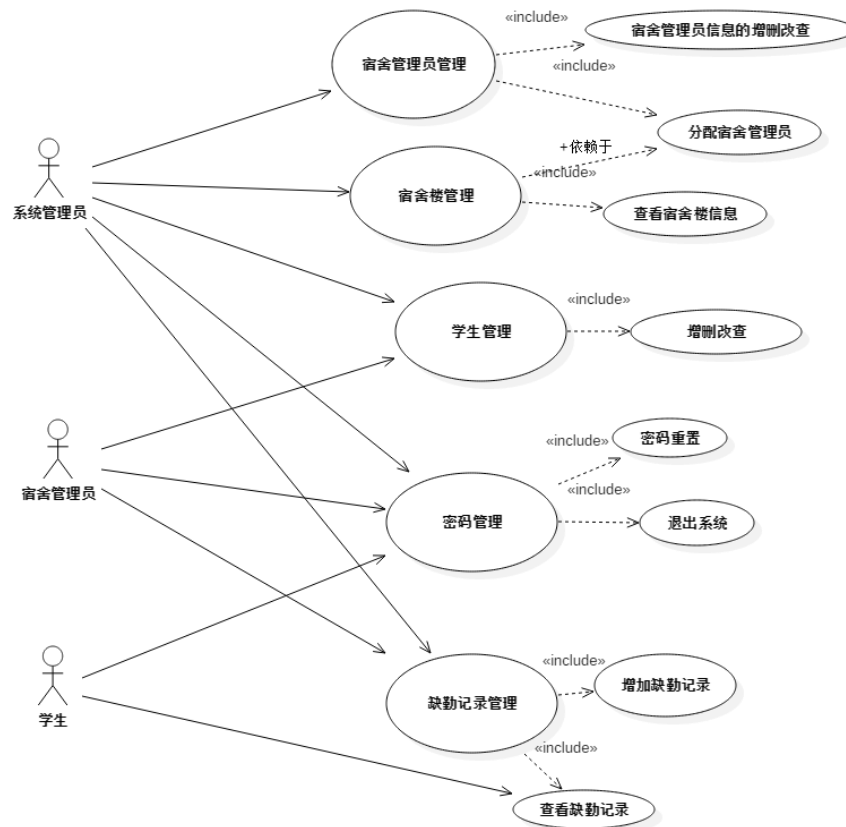 «include»
宿舍管理员信息的增删改查
宿舍管理员管理
«include»
分配宿舍管理员
+依赖于
«include»
宿舍楼管理
查看宿舍楼信息
系统管理员
«include»
学生管理
增删改查
«include»
密码重置
宿舍管理员
«include»
密码管理
退出系统
«include»
增加缺勤记录
缺勤记录管理
学生
«include»
查看缺勤记录